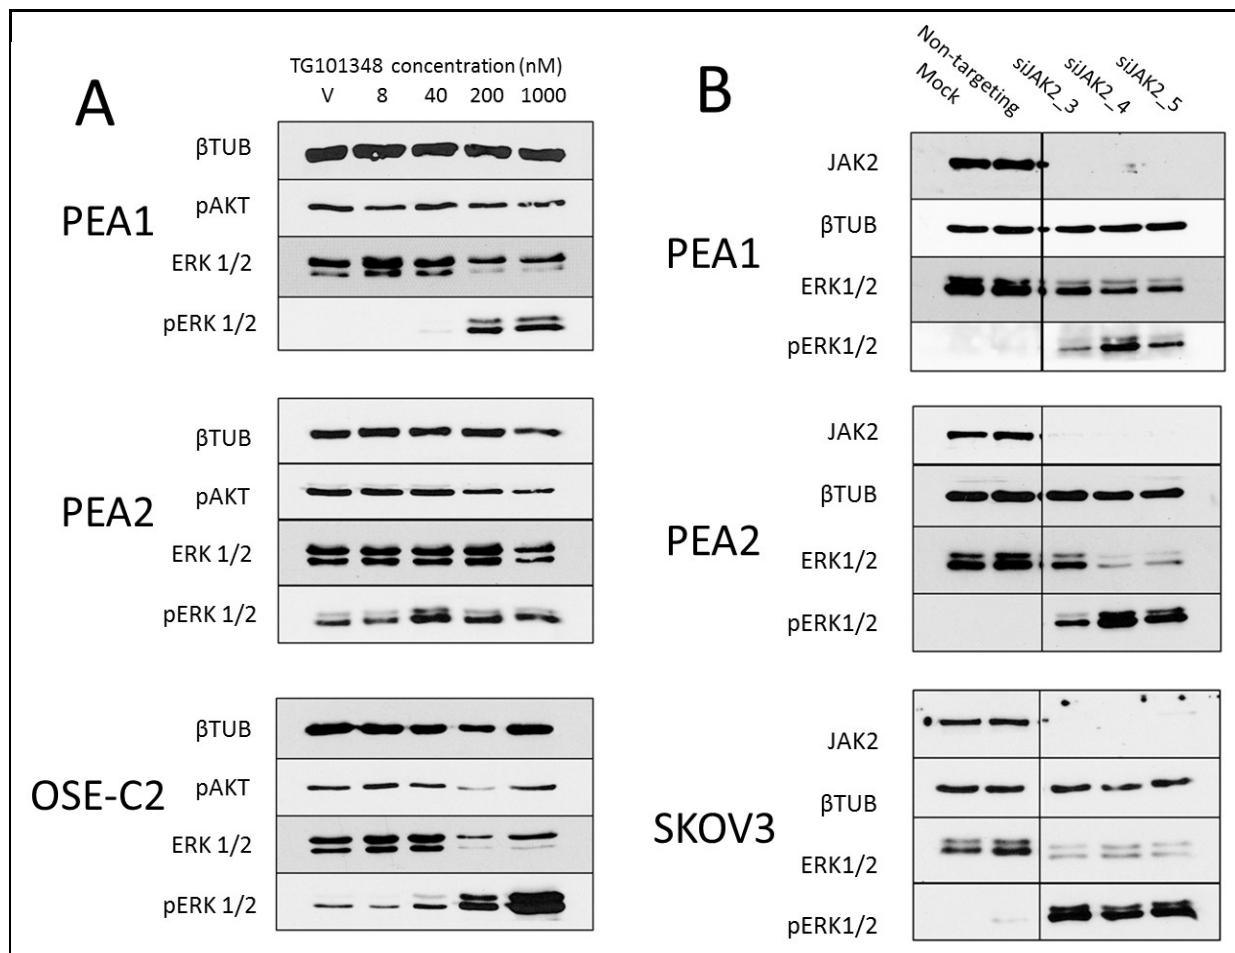 A
TG101348 concentration (nM)
V 8 40 200 1000
PEA1
βTUB
pAKT
ERK 1/2
pERK 1/2
PEA2
βTUB
pAKT
ERK 1/2
pERK 1/2
OSE-C2
βTUB
pAKT
ERK 1/2
pERK 1/2
B
Mock
Non-targeting
siJAK2_3
siJAK2_4
siJAK2_5
PEA1
JAK2
βTUB
ERK1/2
pERK1/2
PEA2
JAK2
βTUB
ERK1/2
pERK1/2
SKOV3
JAK2
βTUB
ERK1/2
pERK1/2